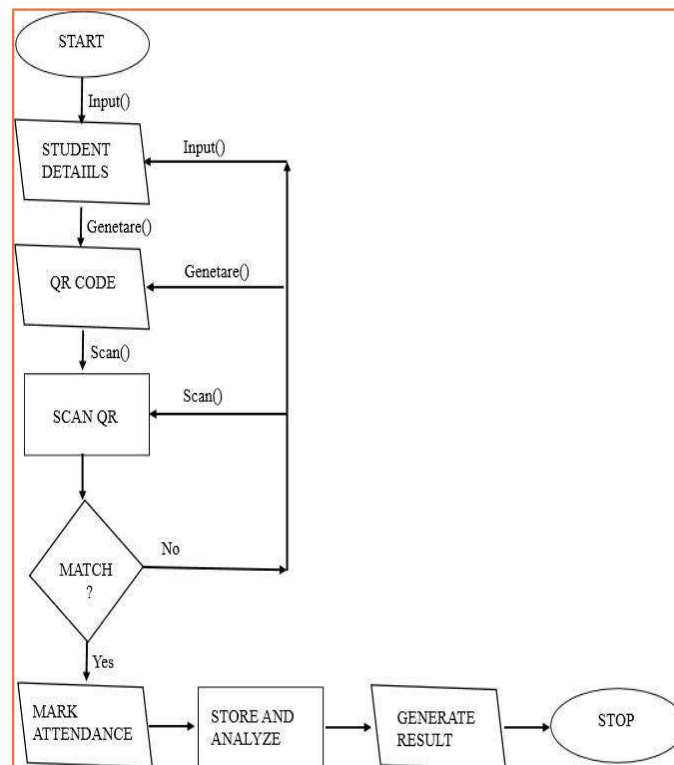 START
Input()
STUDENT
DETAIILS
Input()
Genetare()
QR CODE
Genetare()
Scan()
SCAN QR
Scan()
MATCH
?
No
Yes
MARK
ATTENDANCE
STORE AND
ANALYZE
GENERATE
RESULT
STOP